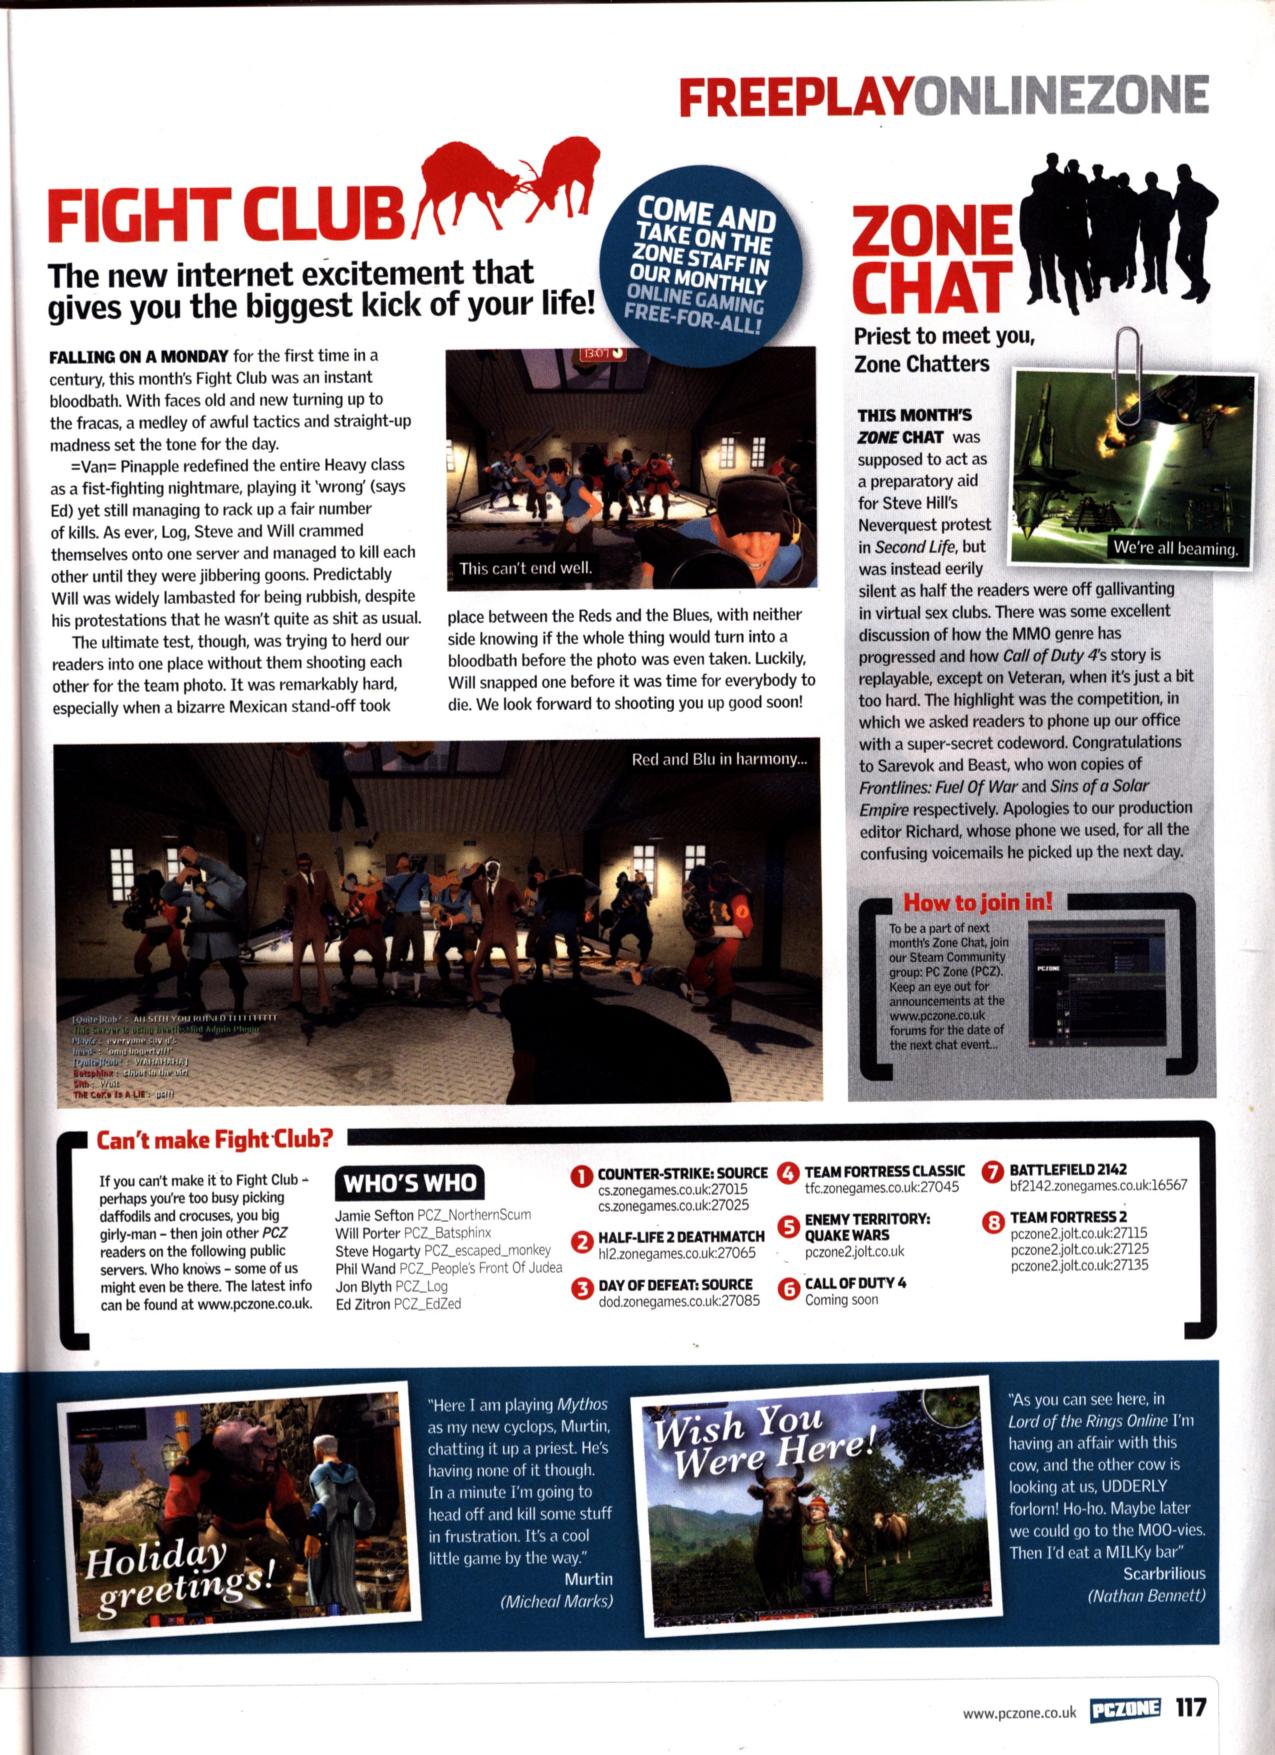 FREEPLAYONLINEZONE
FIGHT CLUB
The new internet excitement that
gives you the biggest kick of your life!
COME AND
TAKE ON THE
ZONE STAFF IN
OUR MONTHLY
ONLINE GAMING
FREE-FOR-ALL!
FALLING ON A MONDAY for the first time in a
century, this month's Fight Club was an instant
bloodbath. With faces old and new turning up to
the fracas, a medley of awful tactics and straight-up
madness set the tone for the day.
=Van= Pinapple redefined the entire Heavy class
as a fist-fighting nightmare, playing it 'wrong' (says
Ed) yet still managing to rack up a fair number
of kills. As ever, Log, Steve and Will crammed
themselves onto one server and managed to kill each
other until they were jibbering goons. Predictably
Will was widely lambasted for being rubbish, despite
his protestations that he wasn't quite as shit as usual.
The ultimate test, though, was trying to herd our
readers into one place without them shooting each
other for the team photo. It was remarkably hard,
especially when a bizarre Mexican stand-off took
13:07
This can't end well.
place between the Reds and the Blues, with neither
side knowing if the whole thing would turn into a
bloodbath before the photo was even taken. Luckily,
Will snapped one before it was time for everybody to
die. We look forward to shooting you up good soon!
Red and Blu in harmony...
This server is using Admin Plugin
everyone say it's
Batsphinx : shoot in the air!
Sith : Wait
THE CaKe Is A LIE :
ZONE
CHAT
Priest to meet you,
Zone Chatters
THIS MONTH'S
ZONE CHAT was
supposed to act as
a preparatory aid
for Steve Hill's
Neverquest protest
in Second Life, but
was instead eerily
silent as half the readers were off gallivanting
in virtual sex clubs. There was some excellent
discussion of how the MMO genre has
progressed and how Call of Duty 4's story is
replayable, except on Veteran, when it's just a bit
too hard. The highlight was the competition, in
which we asked readers to phone up our office
with a super-secret codeword. Congratulations
to Sarevok and Beast, who won copies of
Frontlines: Fuel Of War and Sins of a Solar
Empire respectively. Apologies to our production
editor Richard, whose phone we used, for all the
confusing voicemails he picked up the next day.
We're all beaming.
How to join in!
To be a part of next
month's Zone Chat, join
our Steam Community
group: PC Zone (PCZ).
Keep an eye out for
announcements at the
www.pczone.co.uk
forums for the date of
the next chat event...
PCZONE
Can't make Fight Club?
If you can't make it to Fight Club –
perhaps you're too busy picking
daffodils and crocuses, you big
girly-man – then join other PCZ
readers on the following public
servers. Who knows – some of us
might even be there. The latest info
can be found at www.pczone.co.uk.
WHO'S WHO
Jamie Sefton PCZ_NorthernScum
Will Porter PCZ_Batsphinx
Steve Hogarty PCZ_escaped_monkey
Phil Wand PCZ_People's Front Of Judea
Jon Blyth PCZ_Log
Ed Zitron PCZ_EdZed
1 COUNTER-STRIKE: SOURCE
cs.zonegames.co.uk:27015
cs.zonegames.co.uk:27025
2 HALF-LIFE 2 DEATHMATCH
hl2.zonegames.co.uk:27065
3 DAY OF DEFEAT: SOURCE
dod.zonegames.co.uk:27085
4 TEAM FORTRESS CLASSIC
tfc.zonegames.co.uk:27045
5 ENEMY TERRITORY:
QUAKE WARS
pczone2.jolt.co.uk
6 CALL OF DUTY 4
Coming soon
7 BATTLEFIELD 2142
bf2142.zonegames.co.uk:16567
8 TEAM FORTRESS 2
pczone2.jolt.co.uk:27115
pczone2.jolt.co.uk:27125
pczone2.jolt.co.uk:27135
Holiday
greetings!
"Here I am playing Mythos
as my new cyclops, Murtin,
chatting it up a priest. He's
having none of it though.
In a minute I'm going to
head off and kill some stuff
in frustration. It's a cool
little game by the way."
Murtin
(Micheal Marks)
Wish You
Were Here!
"As you can see here, in
Lord of the Rings Online I'm
having an affair with this
cow, and the other cow is
looking at us, UDDERLY
forlorn! Ho-ho. Maybe later
we could go to the MOO-vies.
Then I'd eat a MILKy bar"
Scarbrilious
(Nathan Bennett)
www.pczone.co.uk PCZONE 117